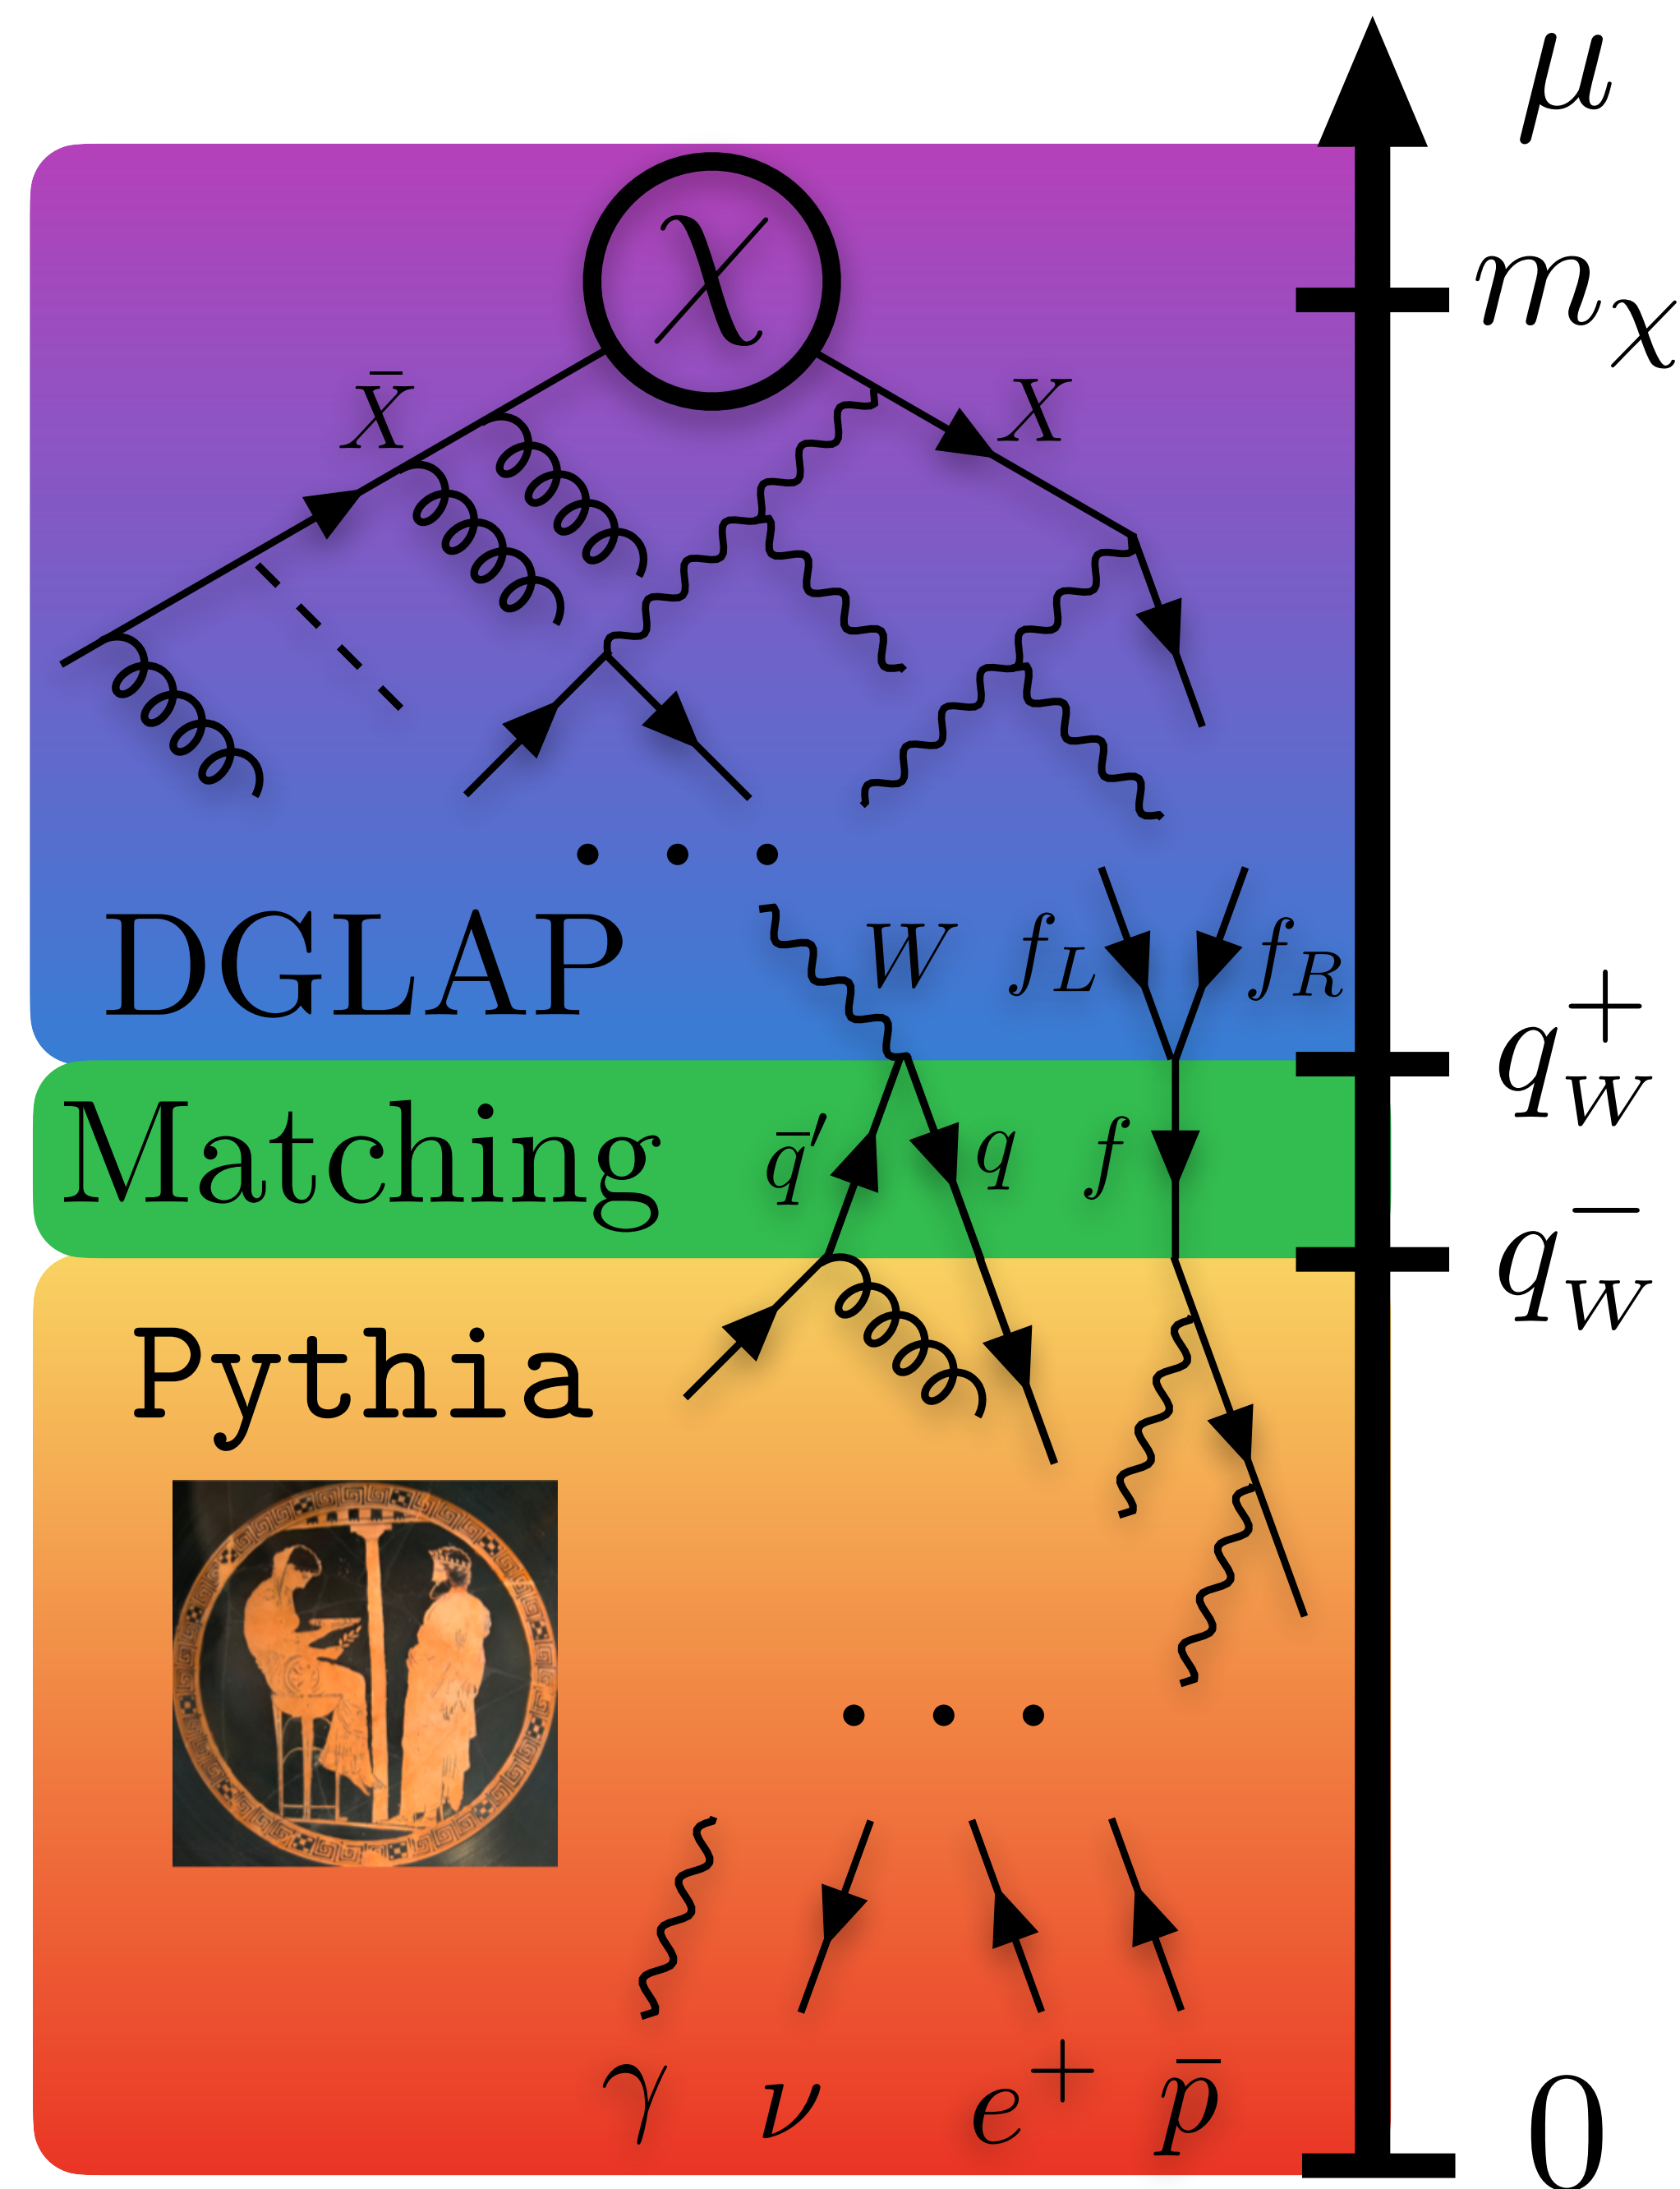 μ
χ
m_χ
X̄
X
DGLAP
W
f_L
f_R
q_W^+
Matching
q̄′
q
f
q_W^−
Pythia
γ
ν
e^+
p̄
0